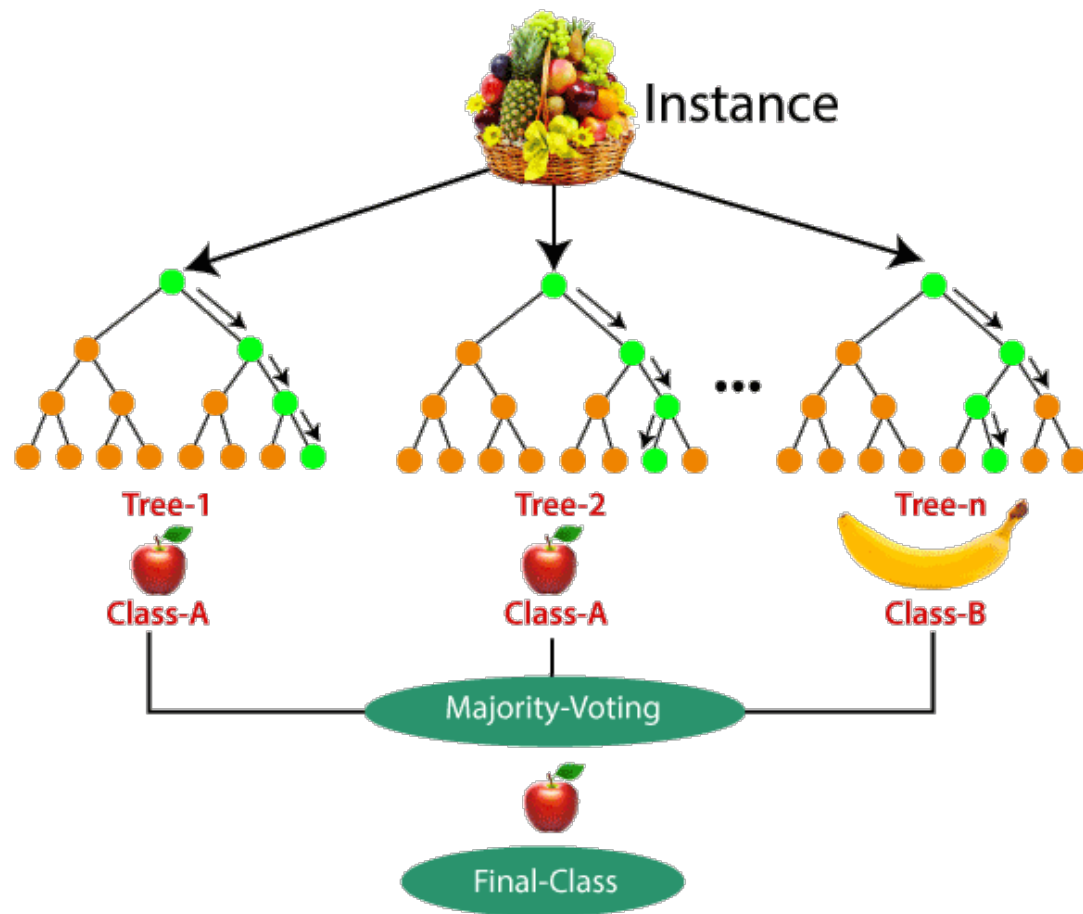 Instance
Tree-1
Tree-2
Tree-n
Class-A
Class-A
Class-B
Majority-Voting
Final-Class